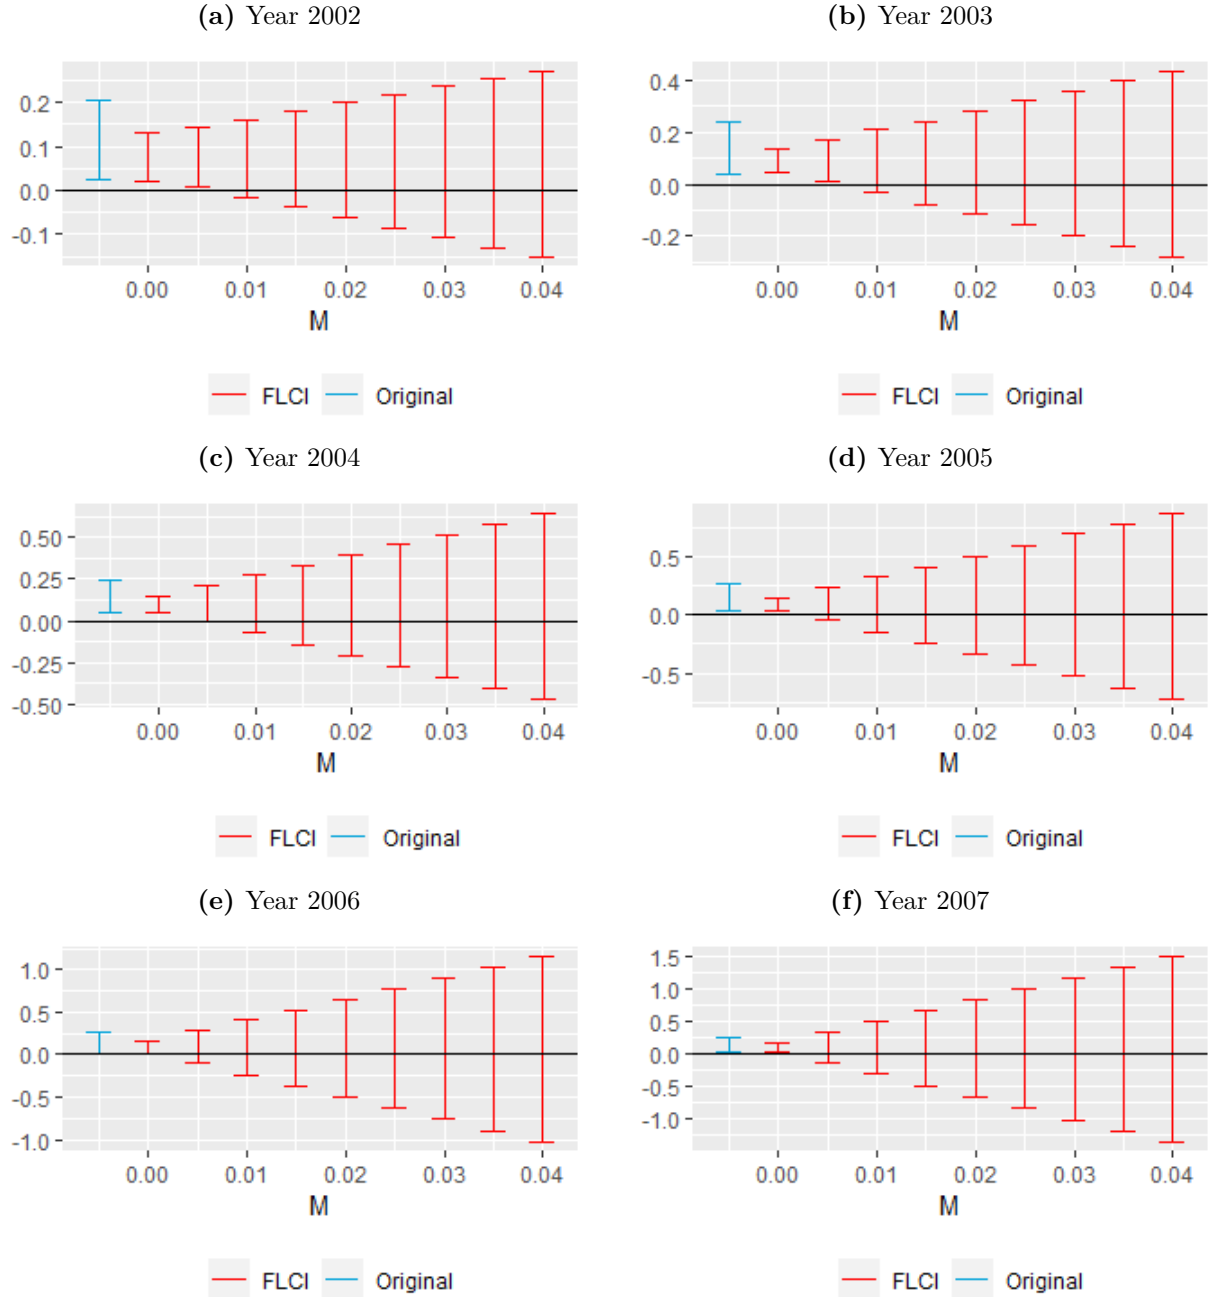 (a) Year 2002
0.2
0.1
0.0
-0.1
0.00 0.01 0.02 0.03 0.04
M
FLCI Original
(b) Year 2003
0.4
0.2
0.0
-0.2
0.00 0.01 0.02 0.03 0.04
M
FLCI Original
(c) Year 2004
0.50
0.25
0.00
-0.25
-0.50
0.00 0.01 0.02 0.03 0.04
M
FLCI Original
(d) Year 2005
0.5
0.0
-0.5
0.00 0.01 0.02 0.03 0.04
M
FLCI Original
(e) Year 2006
1.0
0.5
0.0
-0.5
-1.0
0.00 0.01 0.02 0.03 0.04
M
FLCI Original
(f) Year 2007
1.5
1.0
0.5
0.0
-0.5
-1.0
0.00 0.01 0.02 0.03 0.04
M
FLCI Original